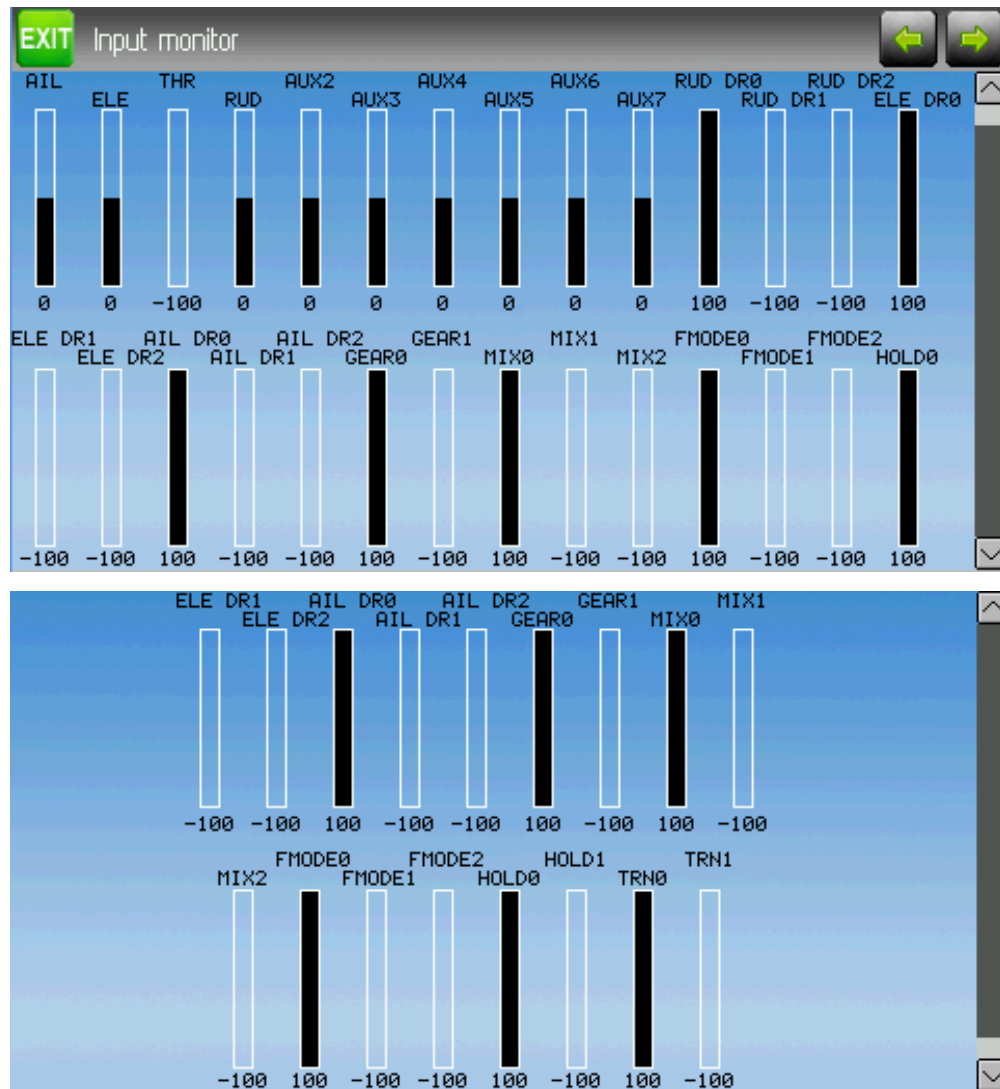 EXIT Input monitor
AIL THR AUX2 AUX4 AUX6 RUD DR0 RUD DR2
ELE RUD AUX3 AUX5 AUX7 RUD DR1 ELE DR0
0 0 -100 0 0 0 0 0 0 0 100 -100 -100 100
ELE DR1 AIL DR0 AIL DR2 GEAR1 MIX1 FMODE0 FMODE2
ELE DR2 AIL DR1 GEAR0 MIX0 MIX2 FMODE1 HOLD0
-100 -100 100 -100 -100 100 -100 100 -100 -100 100 -100 -100 100
ELE DR1 AIL DR0 AIL DR2 GEAR1 MIX1
ELE DR2 AIL DR1 GEAR0 MIX0
-100 -100 100 -100 -100 100 -100 100 -100
FMODE0 FMODE2 HOLD1 TRN1
MIX2 FMODE1 HOLD0 TRN0
-100 100 -100 -100 100 -100 100 -100